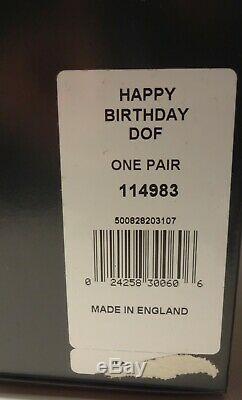 HAPPY
BIRTHDAY
DOF
ONE PAIR
114983
500828203107
0 24258 30060 6
MADE IN ENGLAND